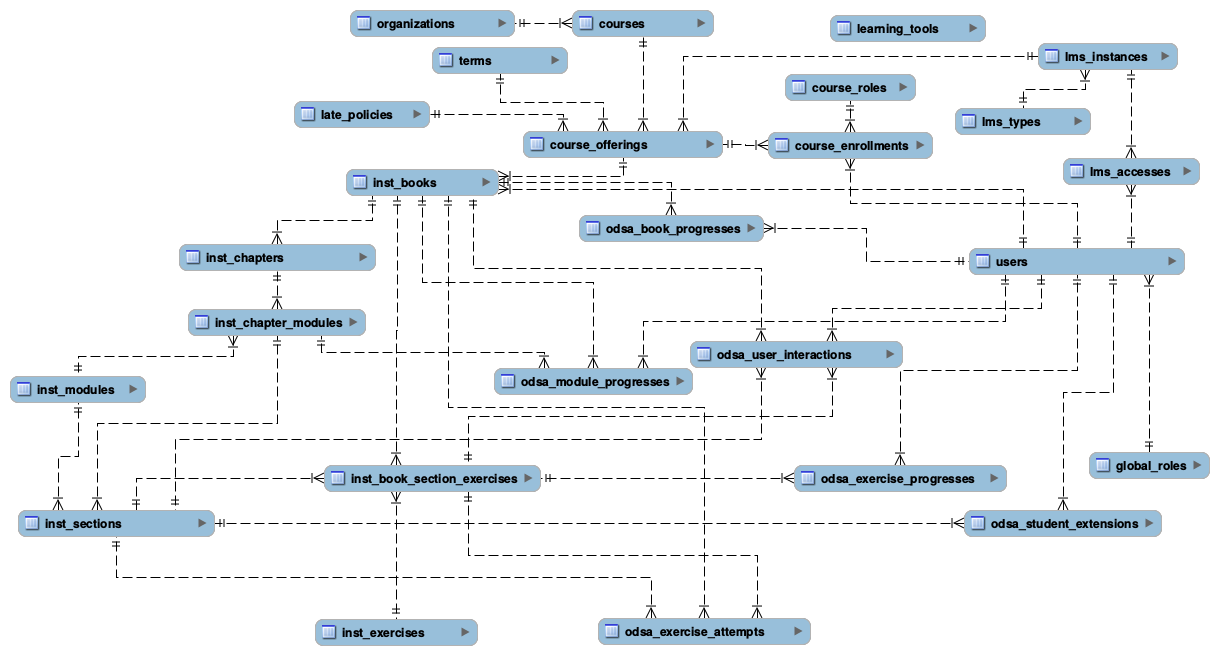 organizations
courses
learning_tools
terms
lms_instances
course_roles
late_policies
lms_types
course_offerings
course_enrollments
lms_accesses
inst_books
odsa_book_progresses
inst_chapters
users
inst_chapter_modules
odsa_user_interactions
odsa_module_progresses
inst_modules
global_roles
inst_book_section_exercises
odsa_exercise_progresses
inst_sections
odsa_student_extensions
inst_exercises
odsa_exercise_attempts